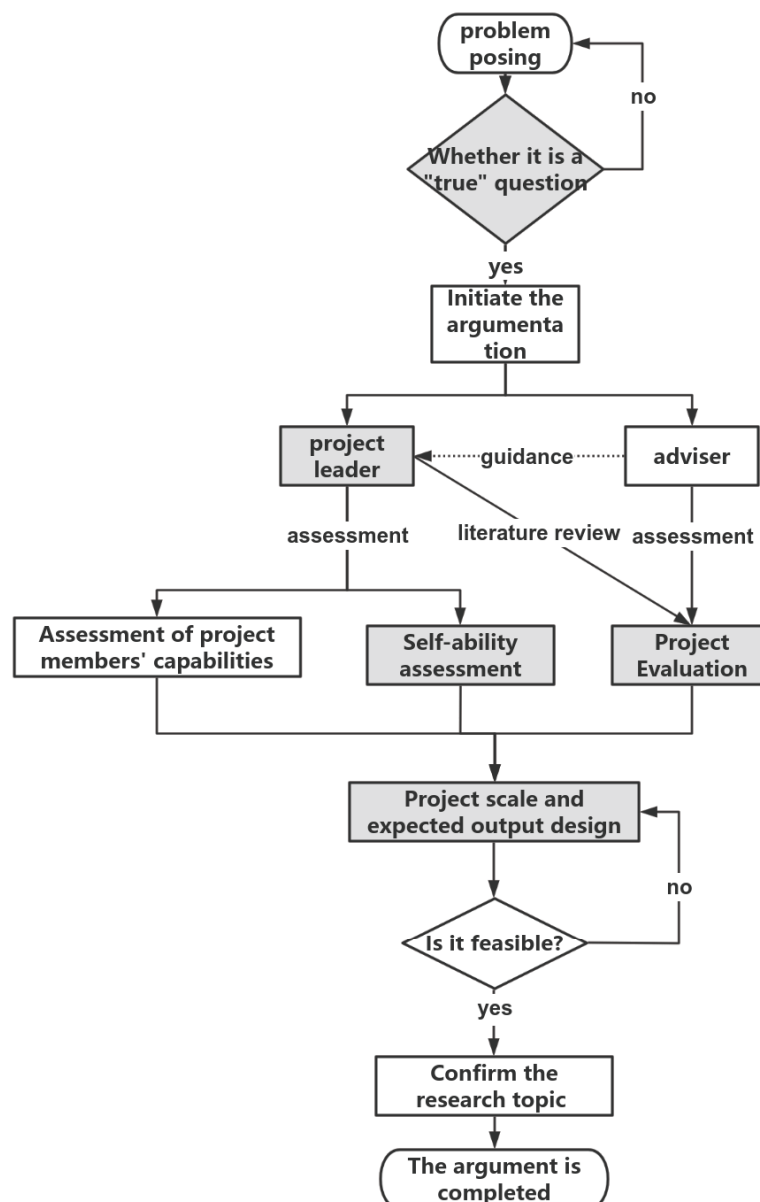 problem
posing
no
Whether it is a
"true" question
yes
Initiate the
argumenta
tion
project
leader
guidance
adviser
assessment
literature review
assessment
Assessment of project
members' capabilities
Self-ability
assessment
Project
Evaluation
Project scale and
expected output design
no
Is it feasible?
yes
Confirm the
research topic
The argument is
completed